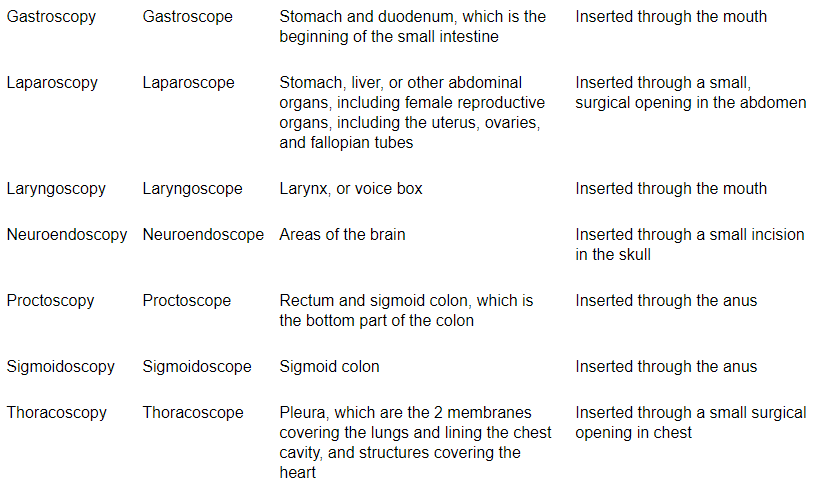 Gastroscopy Gastroscope Stomach and duodenum, which is the Inserted through the mouth
beginning of the small intestine
Laparoscopy Laparoscope Stomach, liver, or other abdominal Inserted through a small,
organs, including female reproductive surgical opening in the abdomen
organs, including the uterus, ovaries,
and fallopian tubes
Laryngoscopy Laryngoscope Larynx, or voice box Inserted through the mouth
Neuroendoscopy Neuroendoscope Areas of the brain Inserted through a small incision
in the skull
Proctoscopy Proctoscope Rectum and sigmoid colon, which is Inserted through the anus
the bottom part of the colon
Sigmoidoscopy Sigmoidoscope Sigmoid colon Inserted through the anus
Thoracoscopy Thoracoscope Pleura, which are the 2 membranes Inserted through a small surgical
covering the lungs and lining the chest opening in chest
cavity, and structures covering the
heart